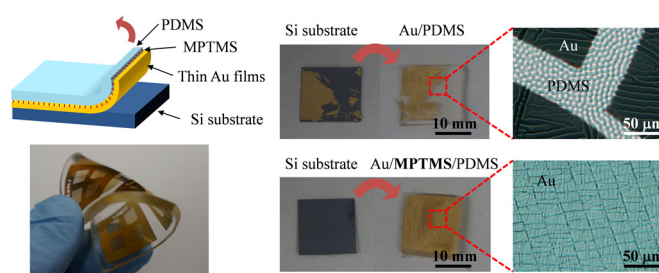 PDMS
MPTMS
Thin Au films
Si substrate
Si substrate Au/PDMS
10 mm
Au
PDMS
50 μm
Si substrate Au/MPTMS/PDMS
10 mm
Au
50 μm